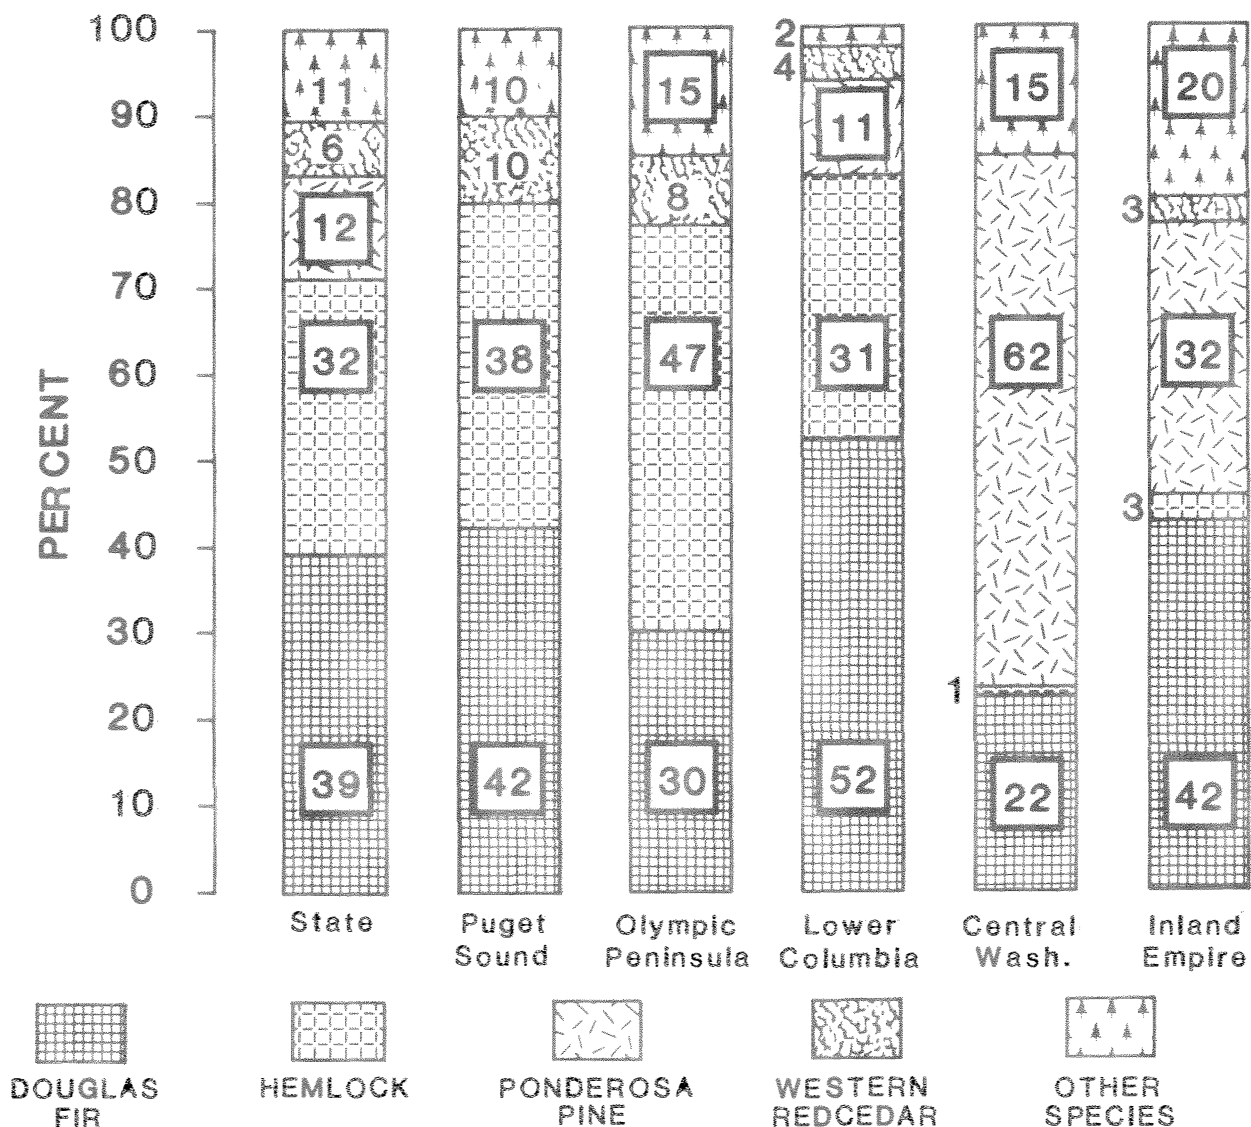 100
90
80
70
60
50
40
30
20
10
0
PERCENT
11
6
12
32
39
10
10
38
42
15
8
47
30
2
4
11
31
52
15
62
1
22
20
3
32
3
42
State
Puget
Sound
Olympic
Peninsula
Lower
Columbia
Central
Wash.
Inland
Empire
DOUGLAS
FIR
HEMLOCK
PONDEROSA
PINE
WESTERN
REDCEDAR
OTHER
SPECIES